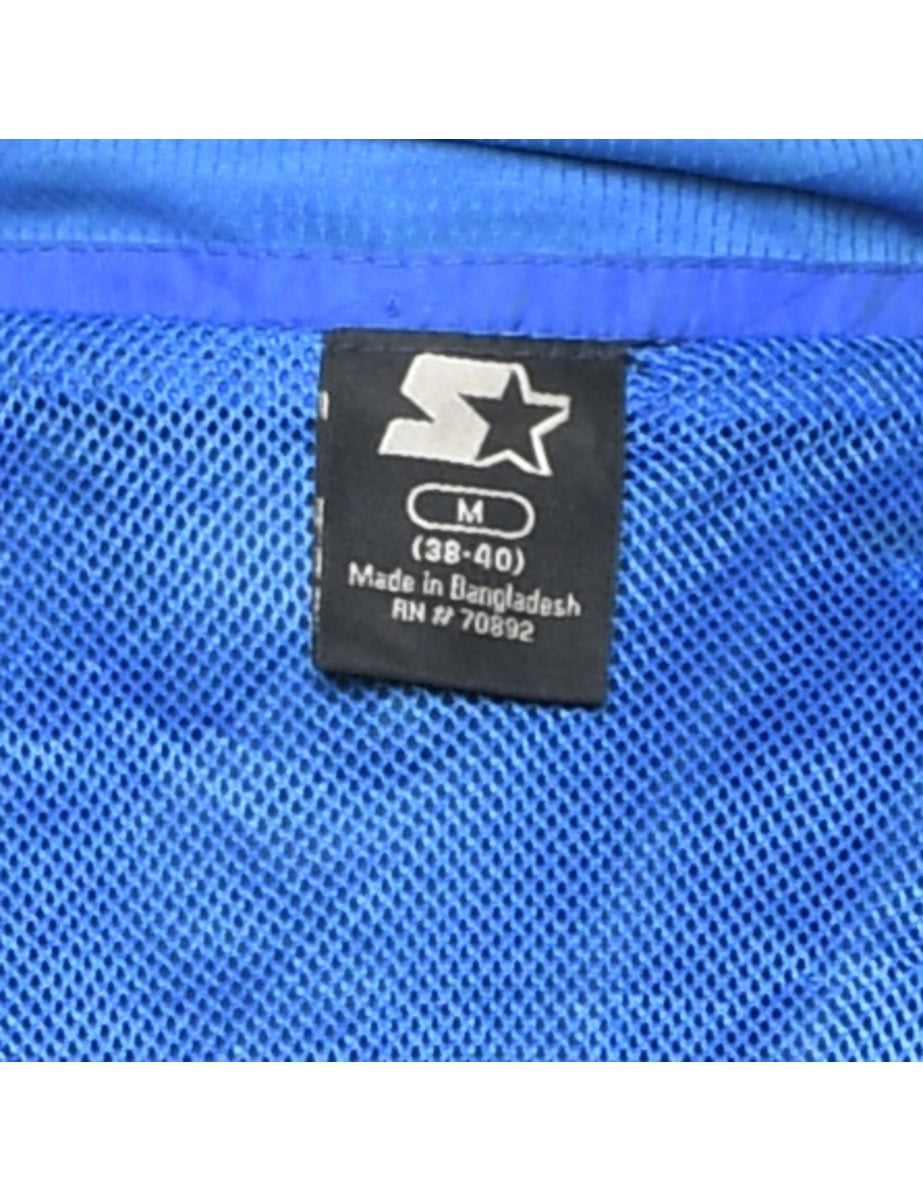 M
(38-40)
Made in Bangladesh
RN # 70892